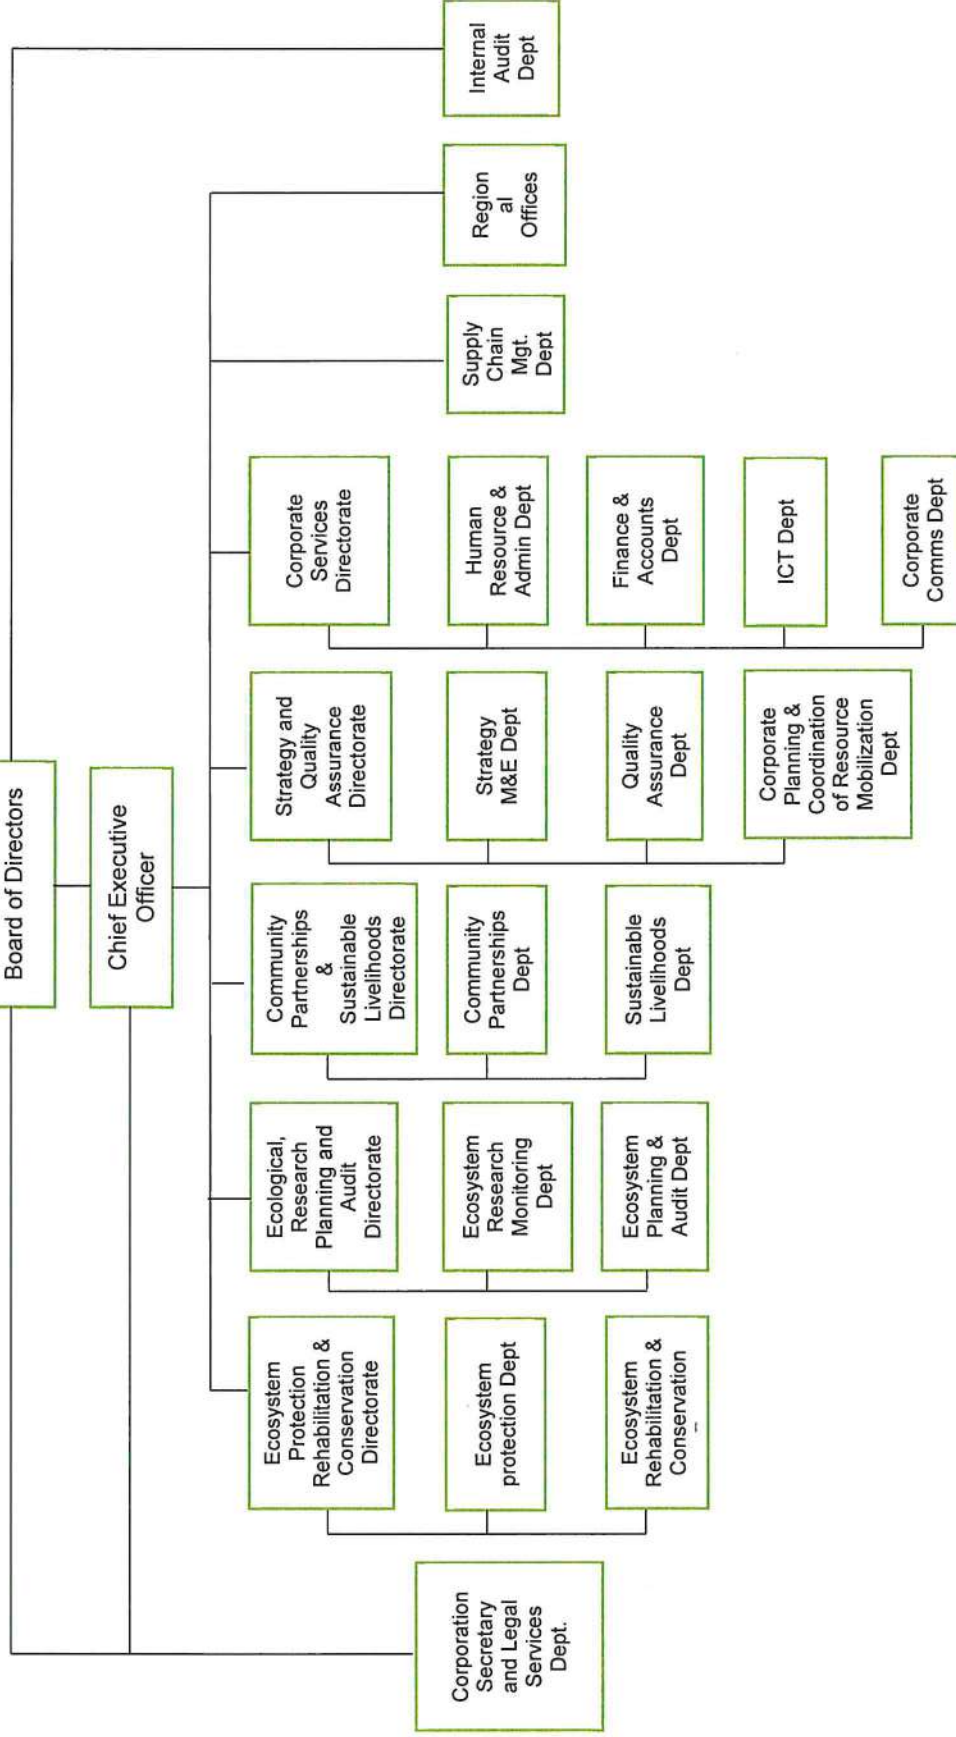 Board of Directors
Chief Executive
Officer
Corporation
Secretary
and Legal
Services
Dept.
Ecosystem
Protection
Rehabilitation &
Conservation
Directorate
Ecosystem
protection Dept
Ecosystem
Rehabilitation &
Conservation
Ecological,
Research
Planning and
Audit
Directorate
Ecosystem
Research
Monitoring
Dept
Ecosystem
Planning &
Audit Dept
Community
Partnerships
&
Sustainable
Livelihoods
Directorate
Community
Partnerships
Dept
Sustainable
Livelihoods
Dept
Strategy and
Quality
Assurance
Directorate
Strategy
M&E Dept
Quality
Assurance
Dept
Corporate
Planning &
Coordination
of Resource
Mobilization
Dept
Corporate
Services
Directorate
Human
Resource &
Admin Dept
Finance &
Accounts
Dept
ICT Dept
Corporate
Comms Dept
Supply
Chain
Mgt.
Dept
Region
al
Offices
Internal
Audit
Dept